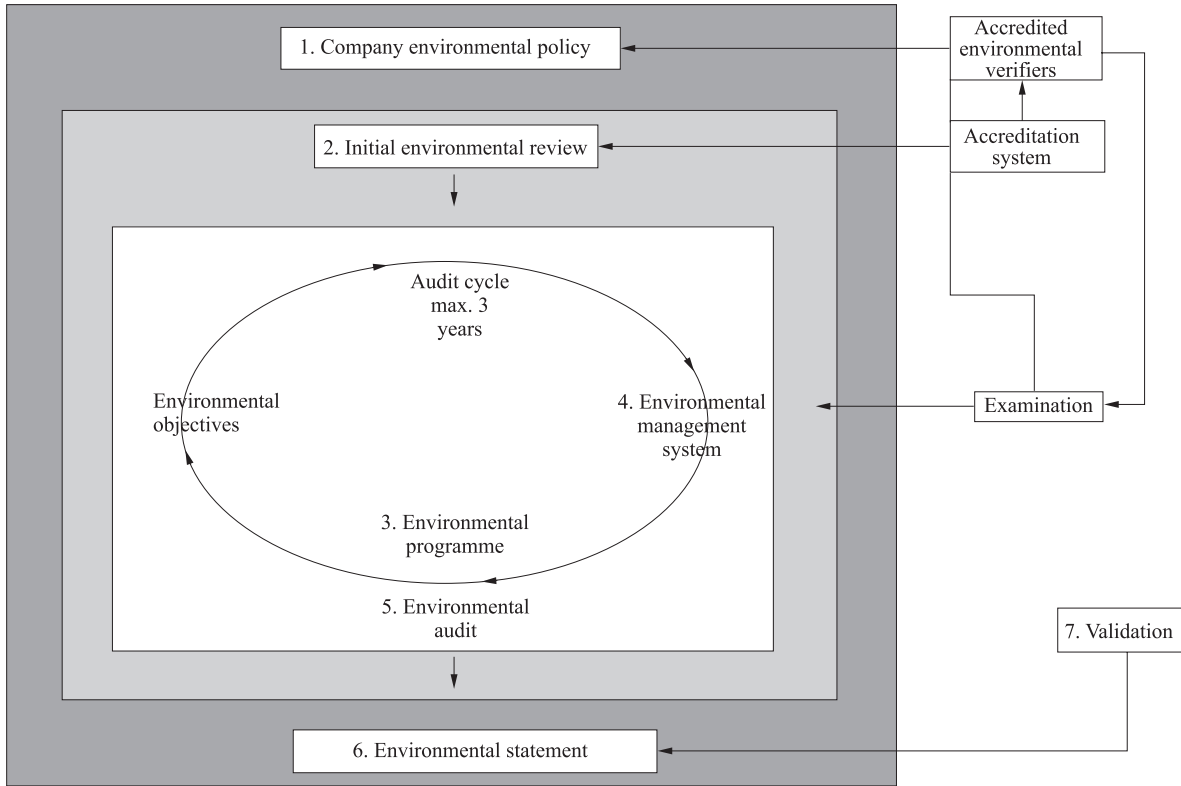 1. Company environmental policy
Accredited
environmental
verifiers
2. Initial environmental review
Accreditation
system
Audit cycle
max. 3
years
Environmental
objectives
4. Environmental
management
system
Examination
3. Environmental
programme
5. Environmental
audit
7. Validation
6. Environmental statement